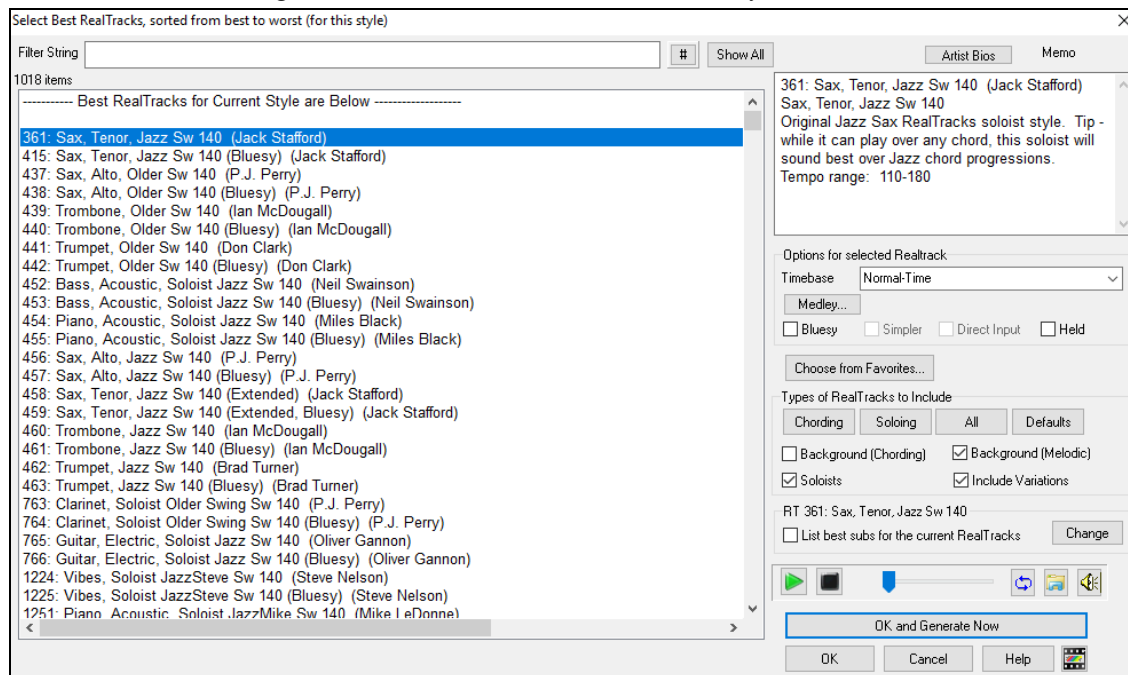 Select Best RealTracks, sorted from best to worst (for this style)
Filter String
#
Show All
Artist Bios
Memo
1018 items
----------- Best RealTracks for Current Style are Below -------------------
361: Sax, Tenor, Jazz Sw 140 (Jack Stafford)
415: Sax, Tenor, Jazz Sw 140 (Bluesy) (Jack Stafford)
437: Sax, Alto, Older Sw 140 (P.J. Perry)
438: Sax, Alto, Older Sw 140 (Bluesy) (P.J. Perry)
439: Trombone, Older Sw 140 (Ian McDougall)
440: Trombone, Older Sw 140 (Bluesy) (Ian McDougall)
441: Trumpet, Older Sw 140 (Don Clark)
442: Trumpet, Older Sw 140 (Bluesy) (Don Clark)
452: Bass, Acoustic, Soloist Jazz Sw 140 (Neil Swainson)
453: Bass, Acoustic, Soloist Jazz Sw 140 (Bluesy) (Neil Swainson)
454: Piano, Acoustic, Soloist Jazz Sw 140 (Miles Black)
455: Piano, Acoustic, Soloist Jazz Sw 140 (Bluesy) (Miles Black)
456: Sax, Alto, Jazz Sw 140 (P.J. Perry)
457: Sax, Alto, Jazz Sw 140 (Bluesy) (P.J. Perry)
458: Sax, Tenor, Jazz Sw 140 (Extended) (Jack Stafford)
459: Sax, Tenor, Jazz Sw 140 (Extended, Bluesy) (Jack Stafford)
460: Trombone, Jazz Sw 140 (Ian McDougall)
461: Trombone, Jazz Sw 140 (Bluesy) (Ian McDougall)
462: Trumpet, Jazz Sw 140 (Brad Turner)
463: Trumpet, Jazz Sw 140 (Bluesy) (Brad Turner)
763: Clarinet, Soloist Older Swing Sw 140 (P.J. Perry)
764: Clarinet, Soloist Older Swing Sw 140 (Bluesy) (P.J. Perry)
765: Guitar, Electric, Soloist Jazz Sw 140 (Oliver Gannon)
766: Guitar, Electric, Soloist Jazz Sw 140 (Bluesy) (Oliver Gannon)
1224: Vibes, Soloist JazzSteve Sw 140 (Steve Nelson)
1225: Vibes, Soloist JazzSteve Sw 140 (Bluesy) (Steve Nelson)
1251: Piano, Acoustic, Soloist JazzMike Sw 140 (Mike LeDonne)
361: Sax, Tenor, Jazz Sw 140 (Jack Stafford)
Sax, Tenor, Jazz Sw 140
Original Jazz Sax RealTracks soloist style. Tip -
while it can play over any chord, this soloist will
sound best over Jazz chord progressions.
Tempo range: 110-180
Options for selected Realtrack
Timebase
Normal-Time
Medley...
Bluesy
Simpler
Direct Input
Held
Choose from Favorites...
Types of RealTracks to Include
Chording
Soloing
All
Defaults
Background (Chording)
Background (Melodic)
Soloists
Include Variations
RT 361: Sax, Tenor, Jazz Sw 140
List best subs for the current RealTracks
Change
OK and Generate Now
OK
Cancel
Help